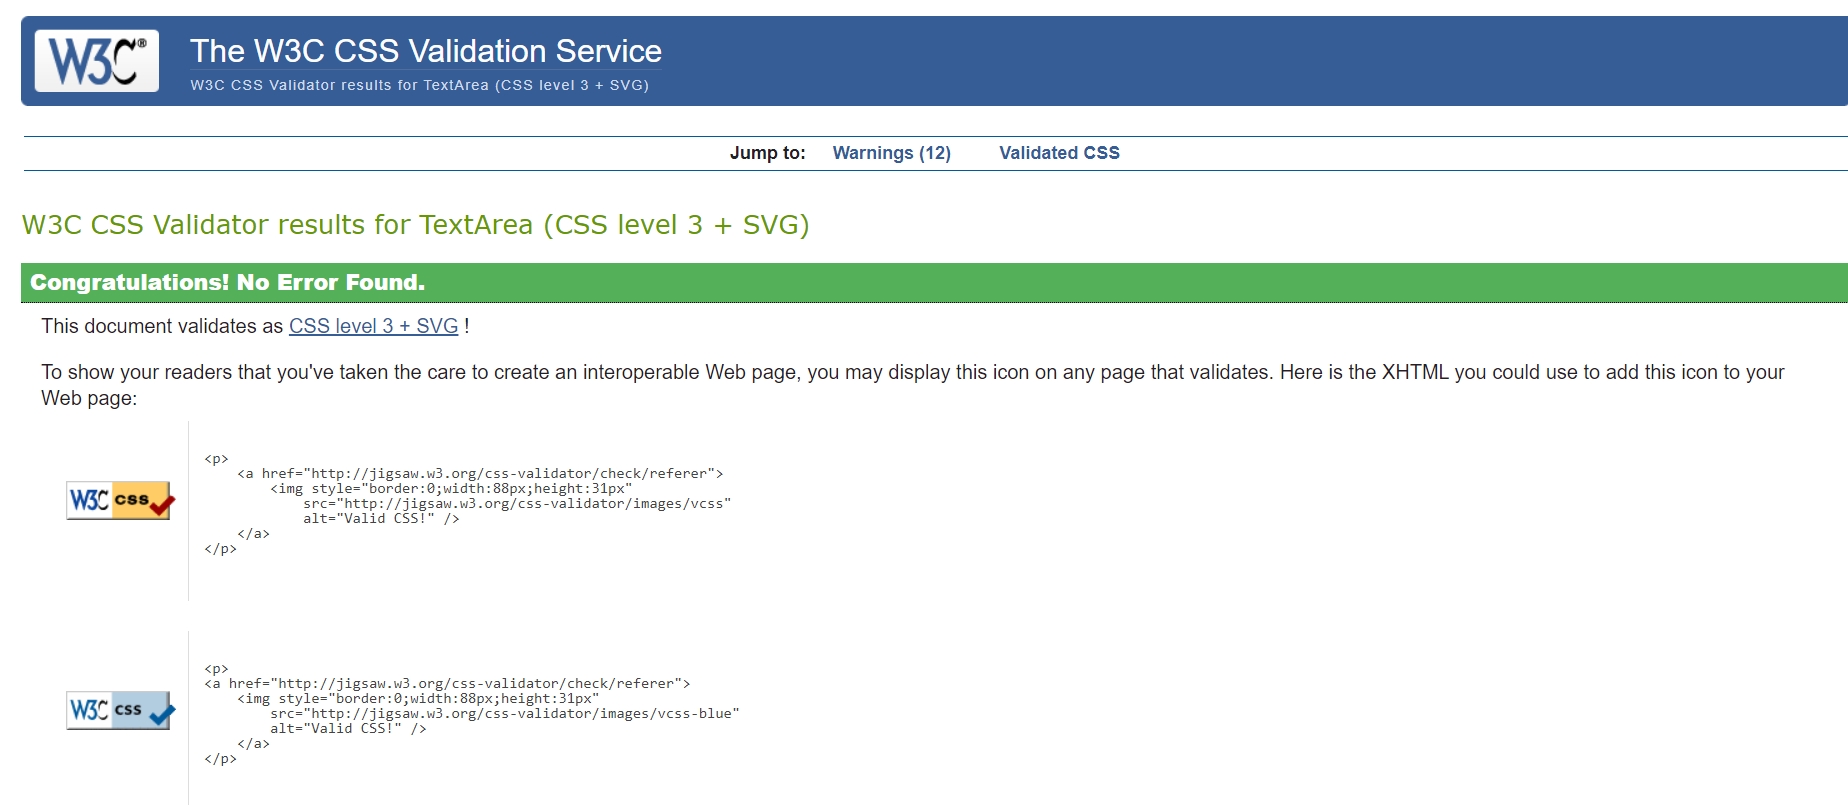 W3C®
The W3C CSS Validation Service
W3C CSS Validator results for TextArea (CSS level 3 + SVG)
Jump to: Warnings (12) Validated CSS
W3C CSS Validator results for TextArea (CSS level 3 + SVG)
Congratulations! No Error Found.
This document validates as CSS level 3 + SVG !
To show your readers that you've taken the care to create an interoperable Web page, you may display this icon on any page that validates. Here is the XHTML you could use to add this icon to your
Web page:
W3C css
<p>
<a href="http://jigsaw.w3.org/css-validator/check/referer">
<img style="border:0;width:88px;height:31px"
src="http://jigsaw.w3.org/css-validator/images/vcss"
alt="Valid CSS!" />
</a>
</p>
W3C css
<p>
<a href="http://jigsaw.w3.org/css-validator/check/referer">
<img style="border:0;width:88px;height:31px"
src="http://jigsaw.w3.org/css-validator/images/vcss-blue"
alt="Valid CSS!" />
</a>
</p>